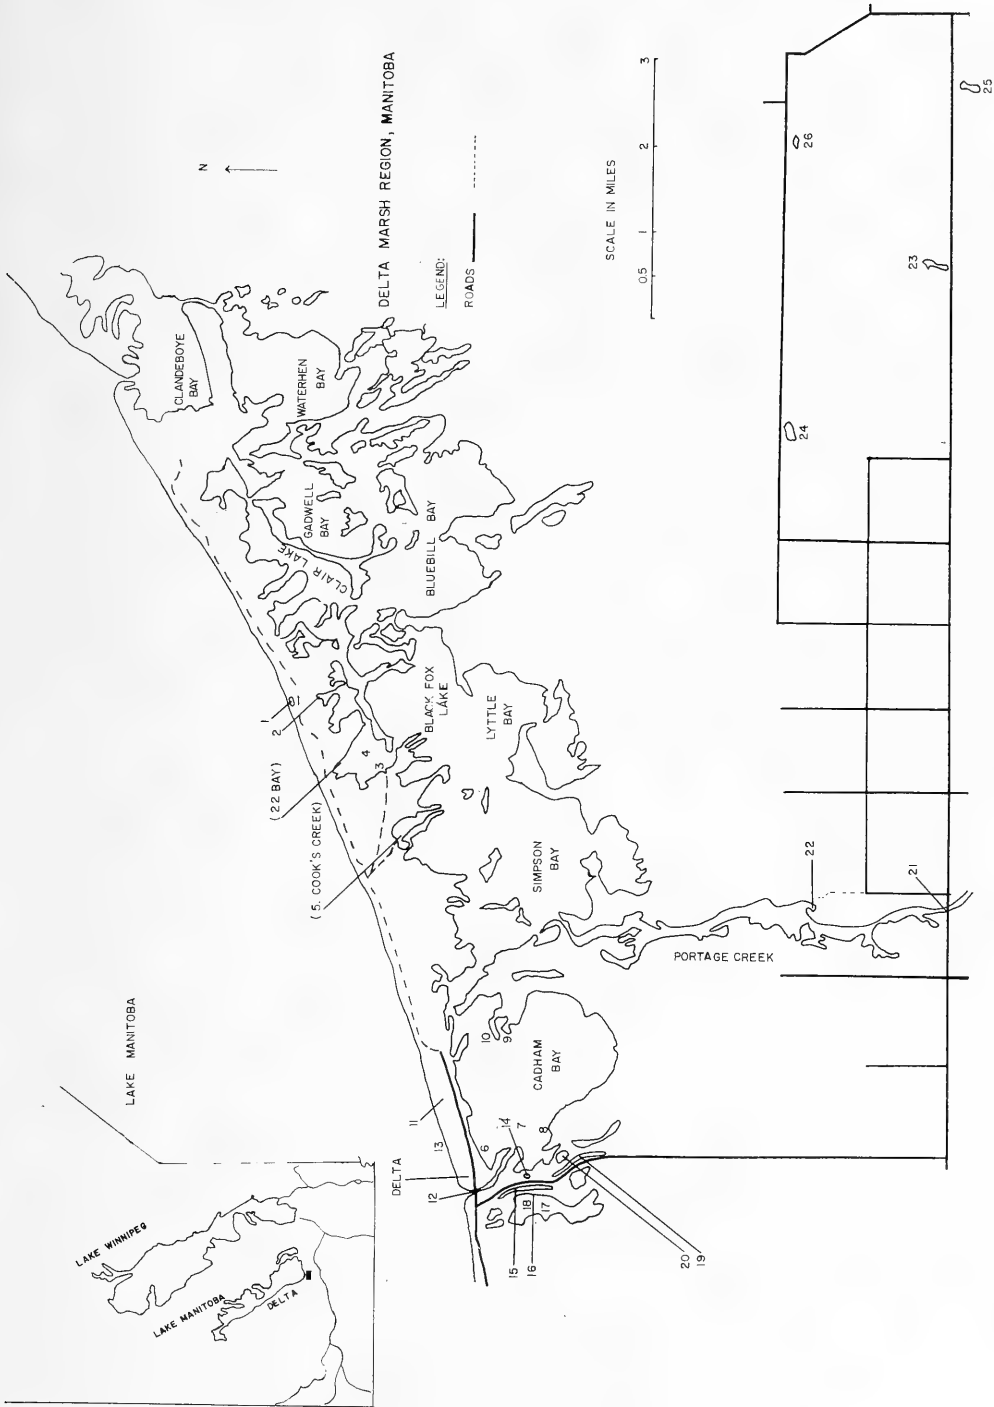 LAKE WINNIPEG
LAKE MANITOBA
DELTA
LAKE MANITOBA
N
DELTA MARSH REGION, MANITOBA
LEGEND:
ROADS
SCALE IN MILES
0.5
1
2
3
CLANDEBOYE
BAY
WATERHEN
BAY
GADWELL
BAY
CLAIR LAKE
BLUEBILL BAY
1
2
(22 BAY)
4
3
BLACK FOX
LAKE
LYTTLE
BAY
(5. COOK'S CREEK)
SIMPSON
BAY
PORTAGE CREEK
10
9
CADHAM
BAY
11
13
DELTA
12
6
14
7
8
15
16
18
17
20
19
22
21
24
23
26
25